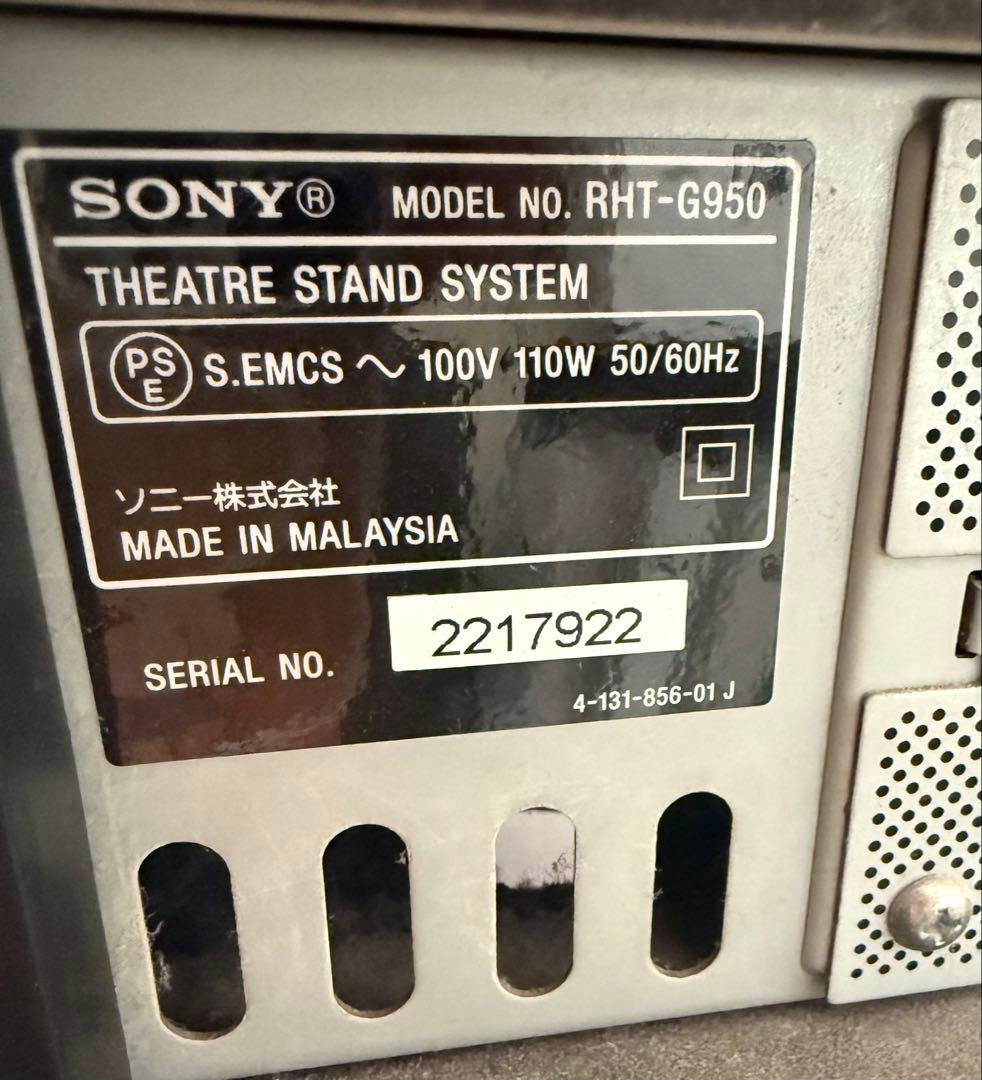 SONY® MODEL NO. RHT-G950
THEATRE STAND SYSTEM
PSE S.EMCS ～ 100V 110W 50/60Hz
ソニー株式会社
MADE IN MALAYSIA
SERIAL NO. 2217922
4-131-856-01 J